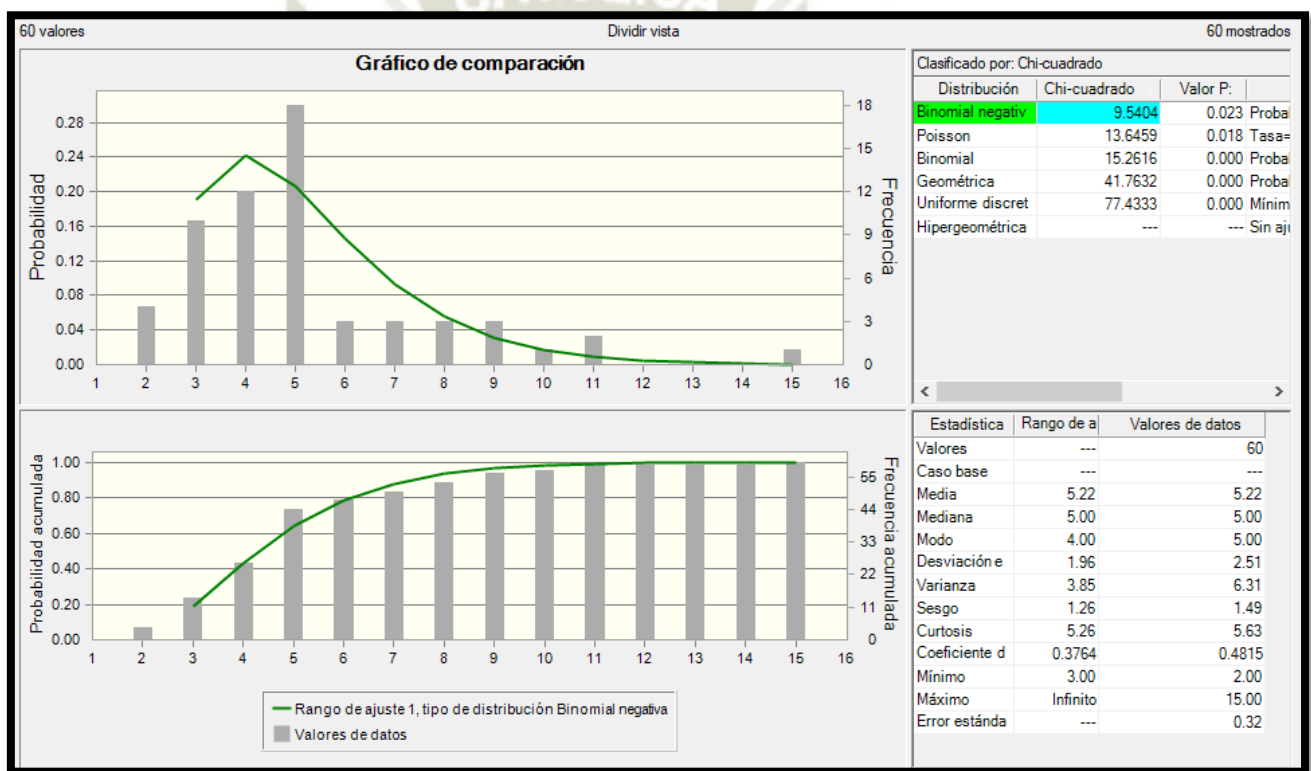 60 valores Dividir vista 60 mostrados
Gráfico de comparación
Probabilidad
0.28
0.24
0.20
0.16
0.12
0.08
0.04
0.00
18
15
12
9
6
3
0
Frecuencia
1 2 3 4 5 6 7 8 9 10 11 12 13 14 15 16
Clasificado por: Chi-cuadrado
Distribución Chi-cuadrado Valor P:
Binomial negativ 9.5404 0.023 Probal
Poisson 13.6459 0.018 Tasa=
Binomial 15.2616 0.000 Probal
Geométrica 41.7632 0.000 Probal
Uniforme discret 77.4333 0.000 Mínim
Hipergeométrica --- --- Sin aju
Probabilidad acumulada
1.00
0.80
0.60
0.40
0.20
0.00
55
44
33
22
11
0
Frecuencia acumulada
1 2 3 4 5 6 7 8 9 10 11 12 13 14 15 16
Rango de ajuste 1, tipo de distribución Binomial negativa
Valores de datos
Estadística Rango de a Valores de datos
Valores --- 60
Caso base --- ---
Media 5.22 5.22
Mediana 5.00 5.00
Modo 4.00 5.00
Desviación e 1.96 2.51
Varianza 3.85 6.31
Sesgo 1.26 1.49
Curtosis 5.26 5.63
Coeficiente d 0.3764 0.4815
Mínimo 3.00 2.00
Máximo Infinito 15.00
Error estánda --- 0.32